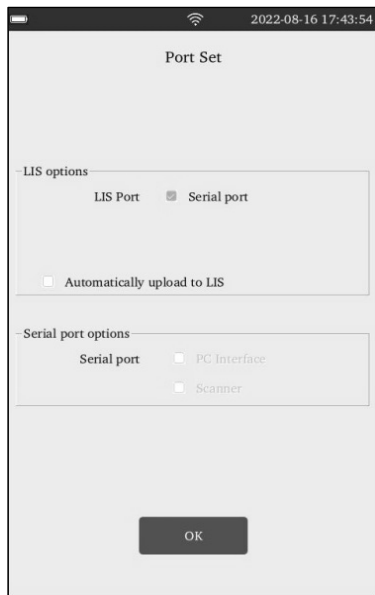 2022-08-16 17:43:54
Port Set
LIS options
LIS Port Serial port
Automatically upload to LIS
Serial port options
Serial port PC Interface
Scanner
OK